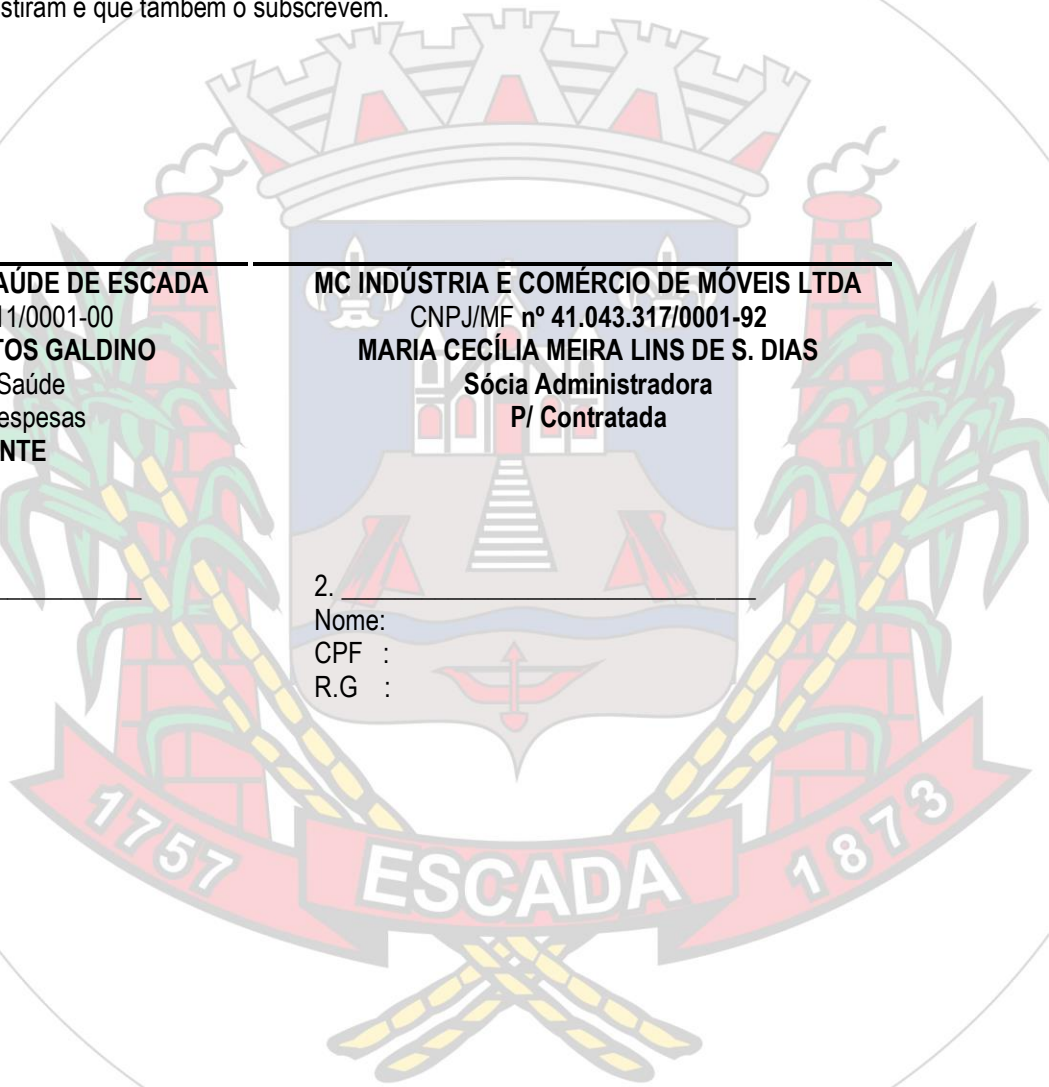 stiram e que também o subscrevem.
AÚDE DE ESCADA
11/0001-00
TOS GALDINO
Saúde
espesas
NTE
MC INDÚSTRIA E COMÉRCIO DE MÓVEIS LTDA
CNPJ/MF nº 41.043.317/0001-92
MARIA CECÍLIA MEIRA LINS DE S. DIAS
Sócia Administradora
P/ Contratada
2. ___________________________________
Nome:
CPF :
R.G :
1757
ESCADA
1873